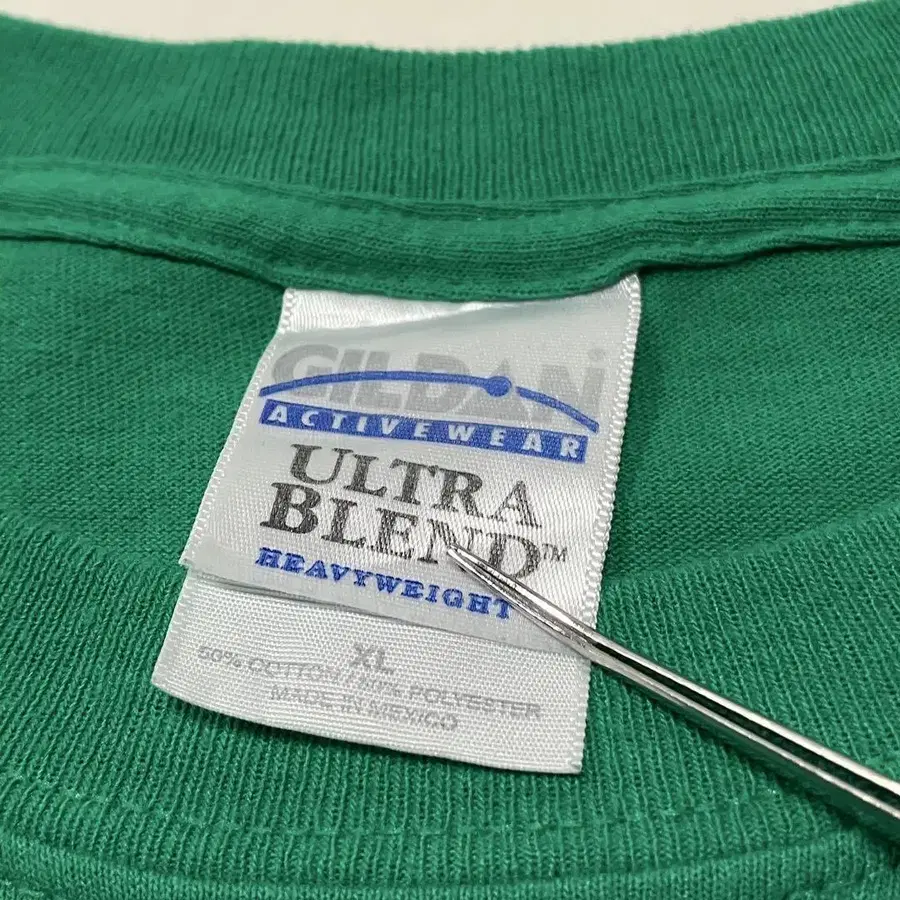 GILDAN
ACTIVEWEAR
ULTRA
BLEND™
HEAVYWEIGHT
XL
50% COTTON / 50% POLYESTER
MADE IN MEXICO